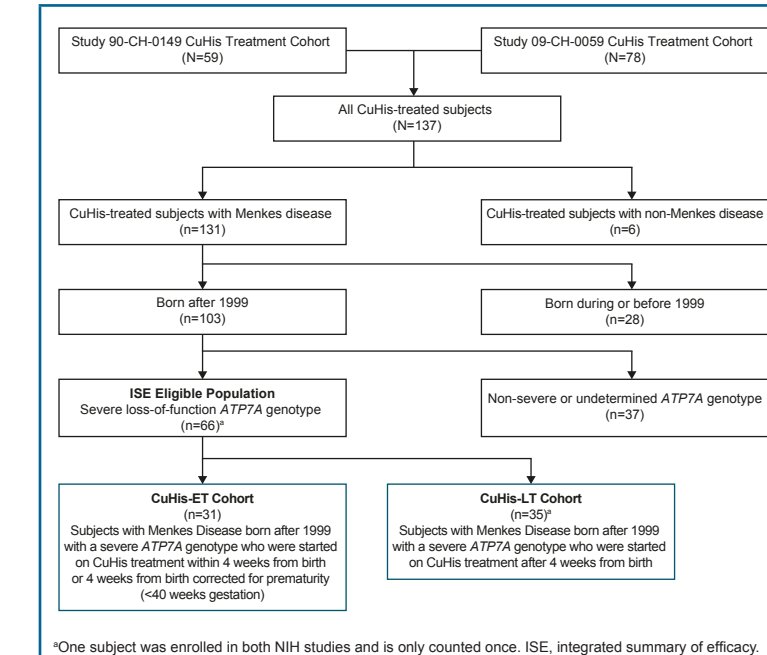 Study 90-CH-0149 CuHis Treatment Cohort
(N=59)
Study 09-CH-0059 CuHis Treatment Cohort
(N=78)
All CuHis-treated subjects
(N=137)
CuHis-treated subjects with Menkes disease
(n=131)
CuHis-treated subjects with non-Menkes disease
(n=6)
Born after 1999
(n=103)
Born during or before 1999
(n=28)
ISE Eligible Population
Severe loss-of-function ATP7A genotype
(n=66)ᵃ
Non-severe or undetermined ATP7A genotype
(n=37)
CuHis-ET Cohort
(n=31)
Subjects with Menkes Disease born after 1999
with a severe ATP7A genotype who were started
on CuHis treatment within 4 weeks from birth
or 4 weeks from birth corrected for prematurity
(<40 weeks gestation)
CuHis-LT Cohort
(n=35)ᵃ
Subjects with Menkes Disease born after 1999
with a severe ATP7A genotype who were started
on CuHis treatment after 4 weeks from birth
ᵃOne subject was enrolled in both NIH studies and is only counted once. ISE, integrated summary of efficacy.